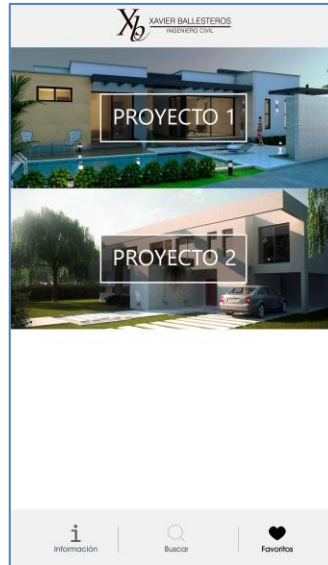 Xb
XAVIER BALLESTEROS
INGENIERO CIVIL
PROYECTO 1
PROYECTO 2
Información
Buscar
Favoritos